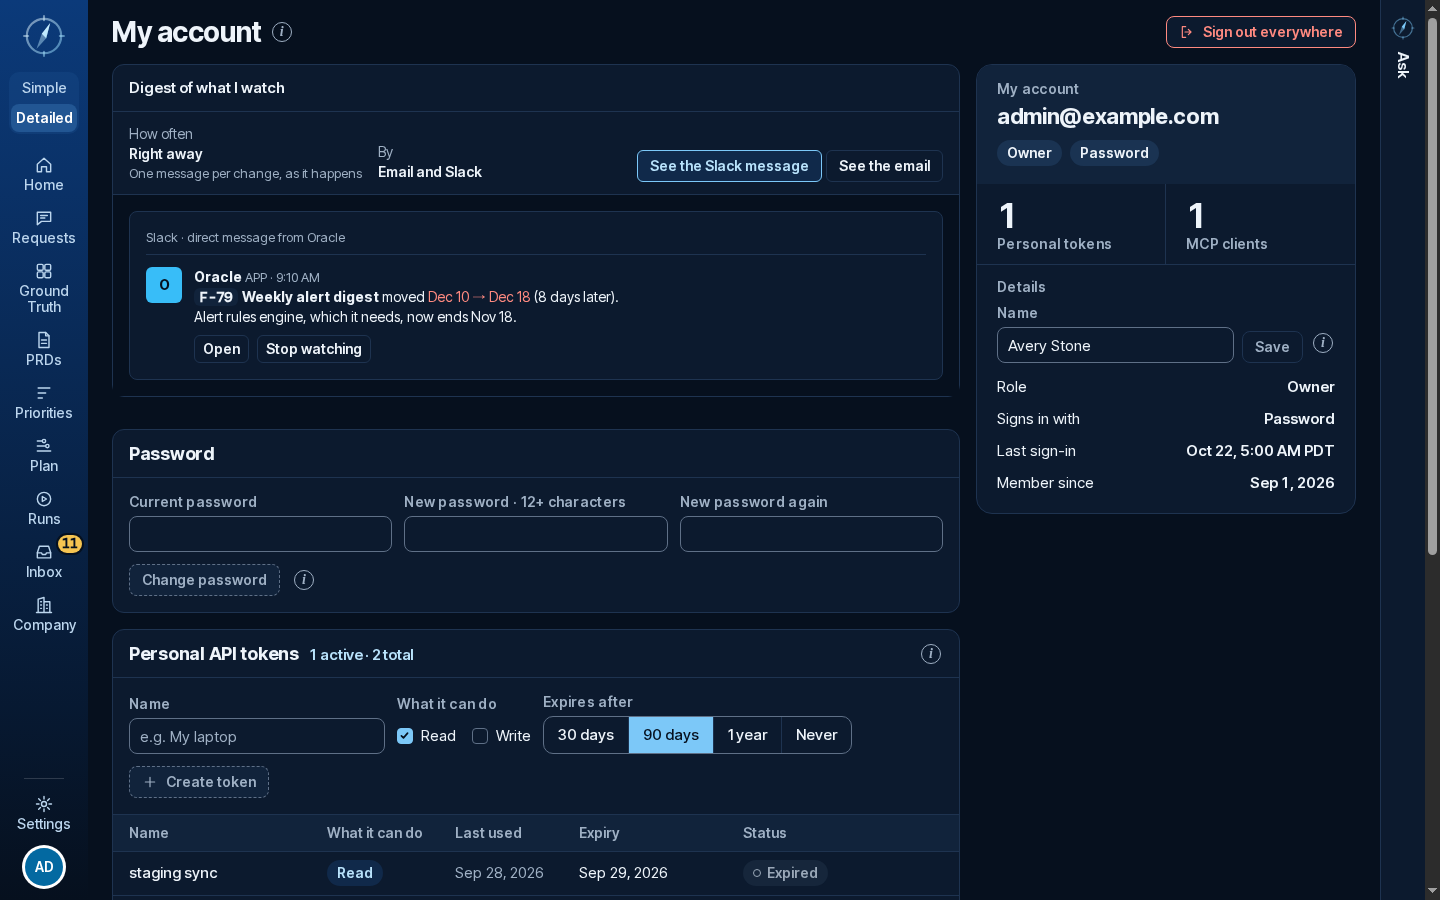 Simple
Detailed
Home
Requests
Ground
Truth
PRDs
Priorities
Plan
Runs
11
Inbox
Company
Settings
AD
My account
i
Sign out everywhere
Digest of what I watch
How often
Right away
One message per change, as it happens
By
Email and Slack
See the Slack message
See the email
Slack · direct message from Oracle
O
Oracle APP · 9:10 AM
F-79 Weekly alert digest moved Dec 10 → Dec 18 (8 days later).
Alert rules engine, which it needs, now ends Nov 18.
Open
Stop watching
Password
Current password
New password · 12+ characters
New password again
Change password
i
Personal API tokens 1 active · 2 total
i
Name
What it can do
Expires after
e.g. My laptop
Read
Write
30 days
90 days
1 year
Never
Create token
Name What it can do Last used Expiry Status
staging sync Read Sep 28, 2026 Sep 29, 2026 Expired
My account
admin@example.com
Owner
Password
1
Personal tokens
1
MCP clients
Details
Name
Avery Stone
Save
i
Role Owner
Signs in with Password
Last sign-in Oct 22, 5:00 AM PDT
Member since Sep 1, 2026
Ask